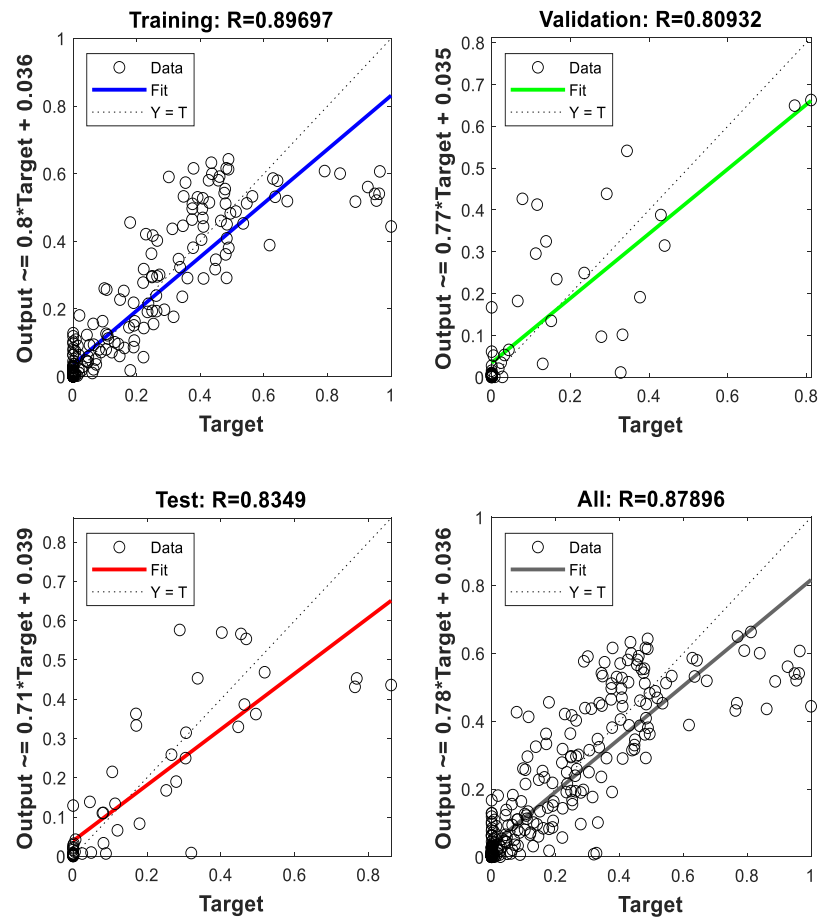 Training: R=0.89697
Output ~= 0.8*Target + 0.036
1
0.8
0.6
0.4
0.2
0
Data
Fit
Y = T
0 0.2 0.4 0.6 0.8 1
Target
Validation: R=0.80932
Output ~= 0.77*Target + 0.035
0.8
0.7
0.6
0.5
0.4
0.3
0.2
0.1
0
Data
Fit
Y = T
0 0.2 0.4 0.6 0.8
Target
Test: R=0.8349
Output ~= 0.71*Target + 0.039
0.8
0.7
0.6
0.5
0.4
0.3
0.2
0.1
0
Data
Fit
Y = T
0 0.2 0.4 0.6 0.8
Target
All: R=0.87896
Output ~= 0.78*Target + 0.036
1
0.8
0.6
0.4
0.2
0
Data
Fit
Y = T
0 0.2 0.4 0.6 0.8 1
Target